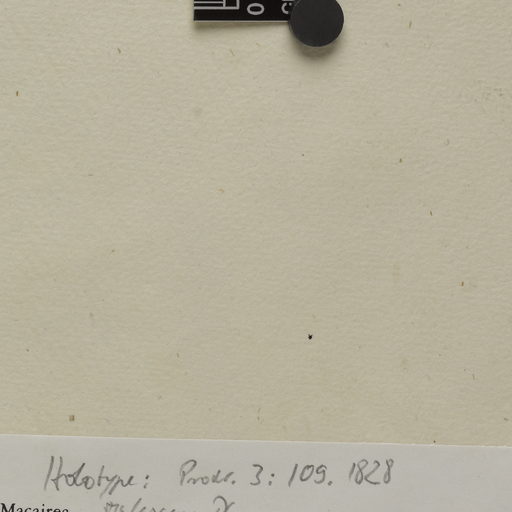 Holotype: Prodr. 3: 109. 1828
Macairea